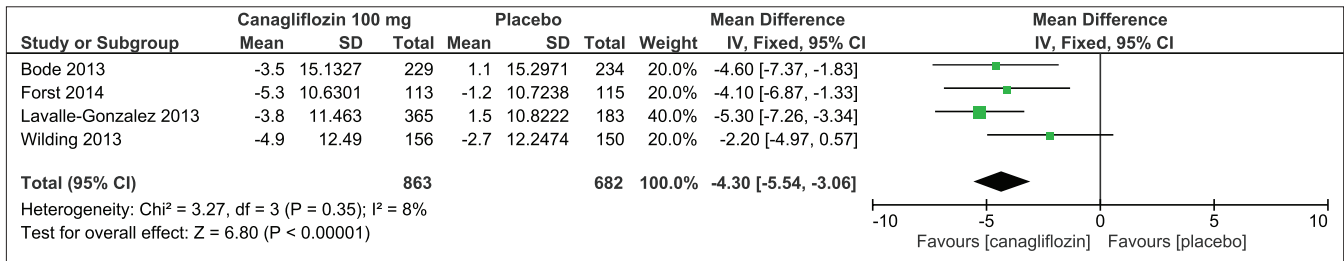 Canagliflozin 100 mg Placebo Mean Difference Mean Difference
Study or Subgroup Mean SD Total Mean SD Total Weight IV, Fixed, 95% CI IV, Fixed, 95% CI
Bode 2013 -3.5 15.1327 229 1.1 15.2971 234 20.0% -4.60 [-7.37, -1.83]
Forst 2014 -5.3 10.6301 113 -1.2 10.7238 115 20.0% -4.10 [-6.87, -1.33]
Lavalle-Gonzalez 2013 -3.8 11.463 365 1.5 10.8222 183 40.0% -5.30 [-7.26, -3.34]
Wilding 2013 -4.9 12.49 156 -2.7 12.2474 150 20.0% -2.20 [-4.97, 0.57]
Total (95% CI) 863 682 100.0% -4.30 [-5.54, -3.06]
Heterogeneity: Chi² = 3.27, df = 3 (P = 0.35); I² = 8%
Test for overall effect: Z = 6.80 (P < 0.00001)
-10 -5 0 5 10
Favours [canagliflozin] Favours [placebo]